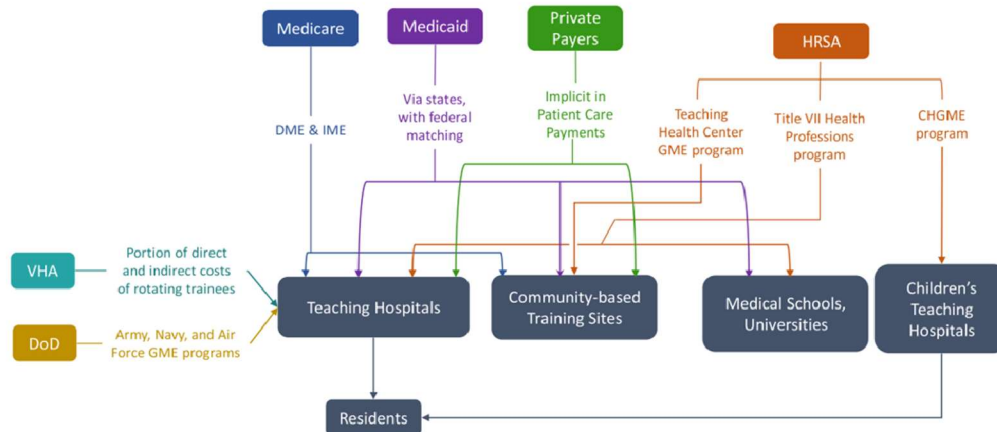 Medicare
Medicaid
Private
Payers
HRSA
DME & IME
Via states,
with federal
matching
Implicit in
Patient Care
Payments
Teaching
Health Center
GME program
Title VII Health
Professions
program
CHGME
program
VHA
Portion of direct
and indirect costs
of rotating trainees
DoD
Army, Navy, and Air
Force GME programs
Teaching Hospitals
Community-based
Training Sites
Medical Schools,
Universities
Children's
Teaching
Hospitals
Residents